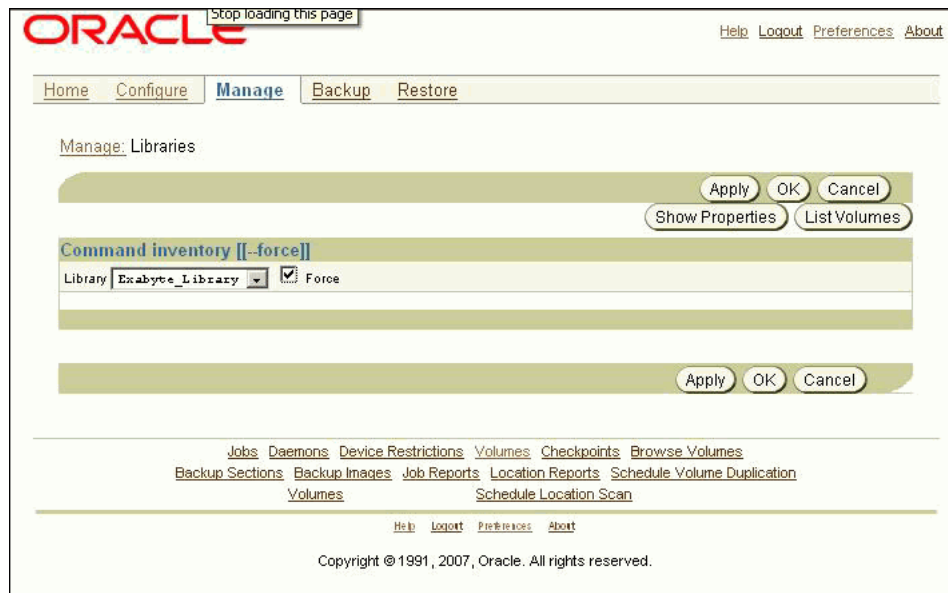 Stop loading this page
ORACLE
Help Logout Preferences About
Home Configure Manage Backup Restore
Manage: Libraries
Apply OK Cancel
Show Properties List Volumes
Command inventory [[--force]]
Library Exabyte_Library Force
Apply OK Cancel
Jobs Daemons Device Restrictions Volumes Checkpoints Browse Volumes
Backup Sections Backup Images Job Reports Location Reports Schedule Volume Duplication
Volumes Schedule Location Scan
Help Logout Preferences About
Copyright © 1991, 2007, Oracle. All rights reserved.